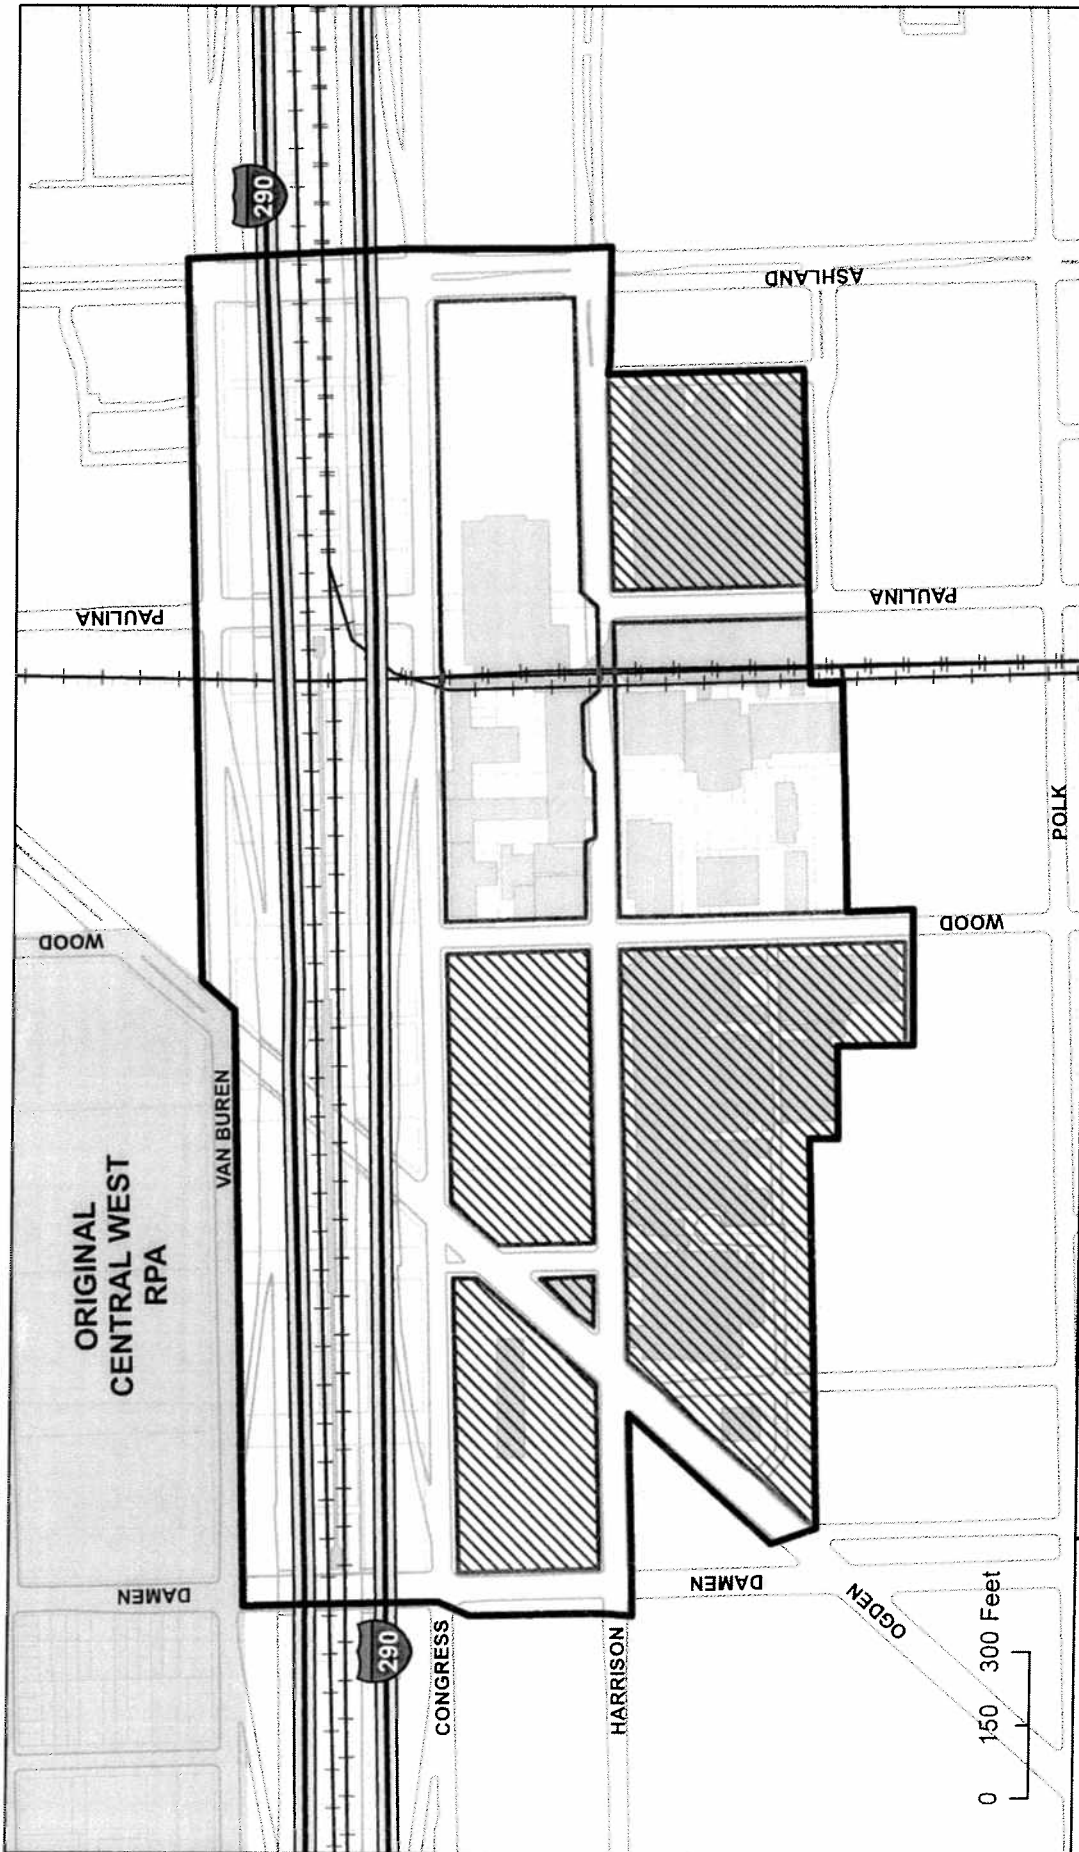 290
ASHLAND
PAULINA
PAULINA
POLK
WOOD
WOOD
VAN BUREN
ORIGINAL
CENTRAL WEST
RPA
DAMEN
DAMEN
OGDEN
290
CONGRESS
HARRISON
0 150 300 Feet